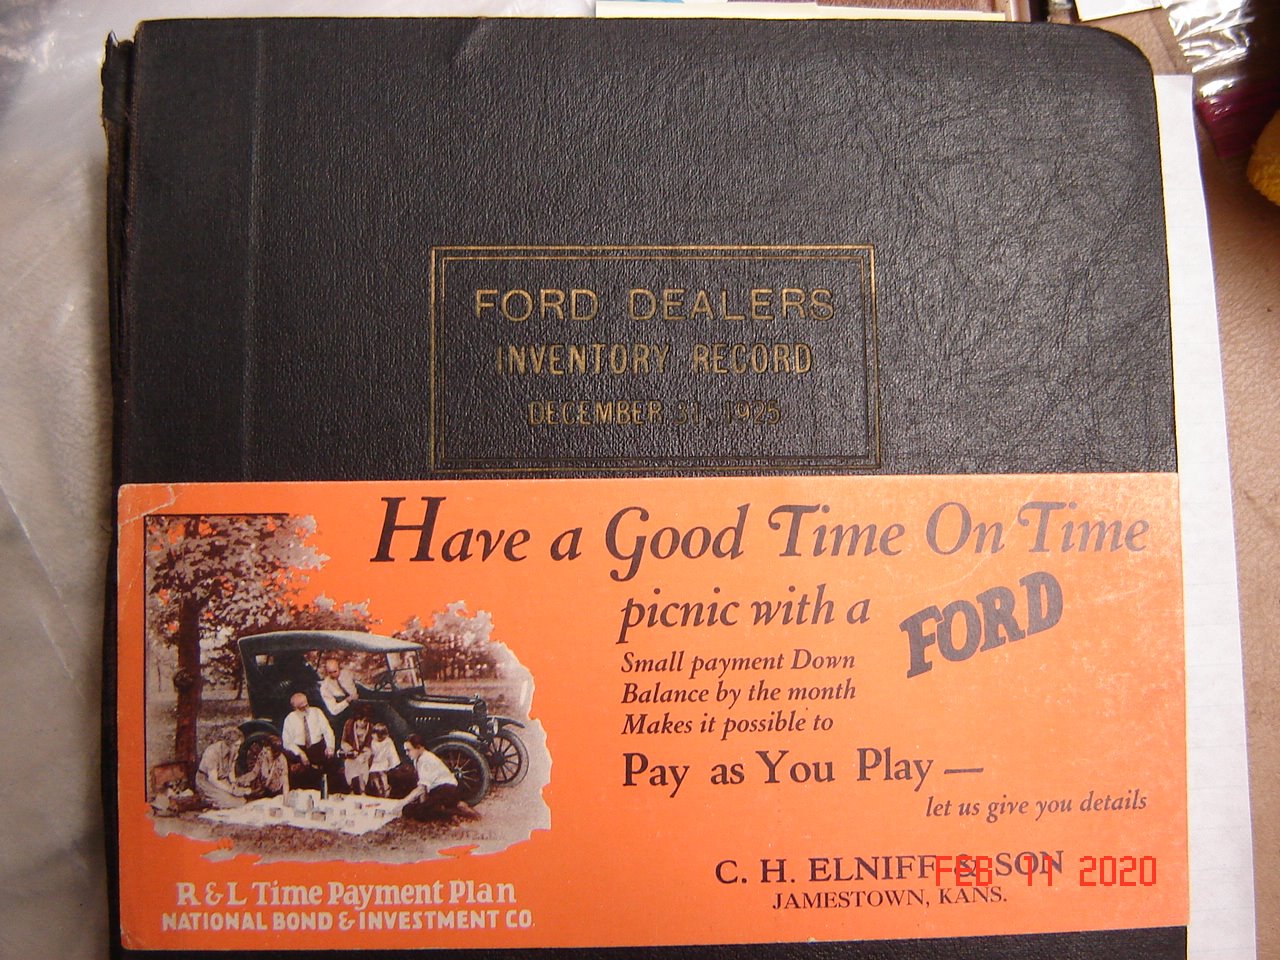 FORD DEALERS
INVENTORY RECORD
DECEMBER 31, 1925
Have a Good Time On Time
picnic with a FORD
Small payment Down
Balance by the month
Makes it possible to
Pay as You Play —
let us give you details
C. H. ELNIFF & SON
JAMESTOWN, KANS.
R & L Time Payment Plan
NATIONAL BOND & INVESTMENT CO.
FEB 11 2020